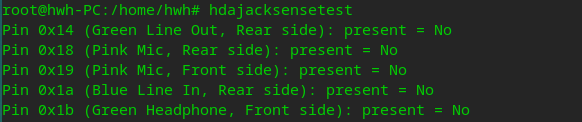 root@hwh-PC:/home/hwh# hdajacksensetest
Pin 0x14 (Green Line Out, Rear side): present = No
Pin 0x18 (Pink Mic, Rear side): present = No
Pin 0x19 (Pink Mic, Front side): present = No
Pin 0x1a (Blue Line In, Rear side): present = No
Pin 0x1b (Green Headphone, Front side): present = No